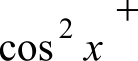 cos² x +